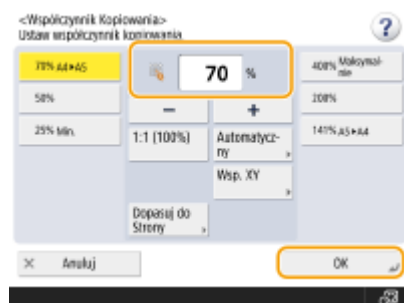 <Współczynnik Kopiowania>
Ustaw współczynnik kopiowania.
?
70% A4▸A5
70 %
400% Maksymal-
nie
50%
-
+
200%
25% Min.
1:1 (100%)
Automatycz-
ny
141% A5▸A4
Wsp. XY
Dopasuj do
Strony
× Anuluj
OK